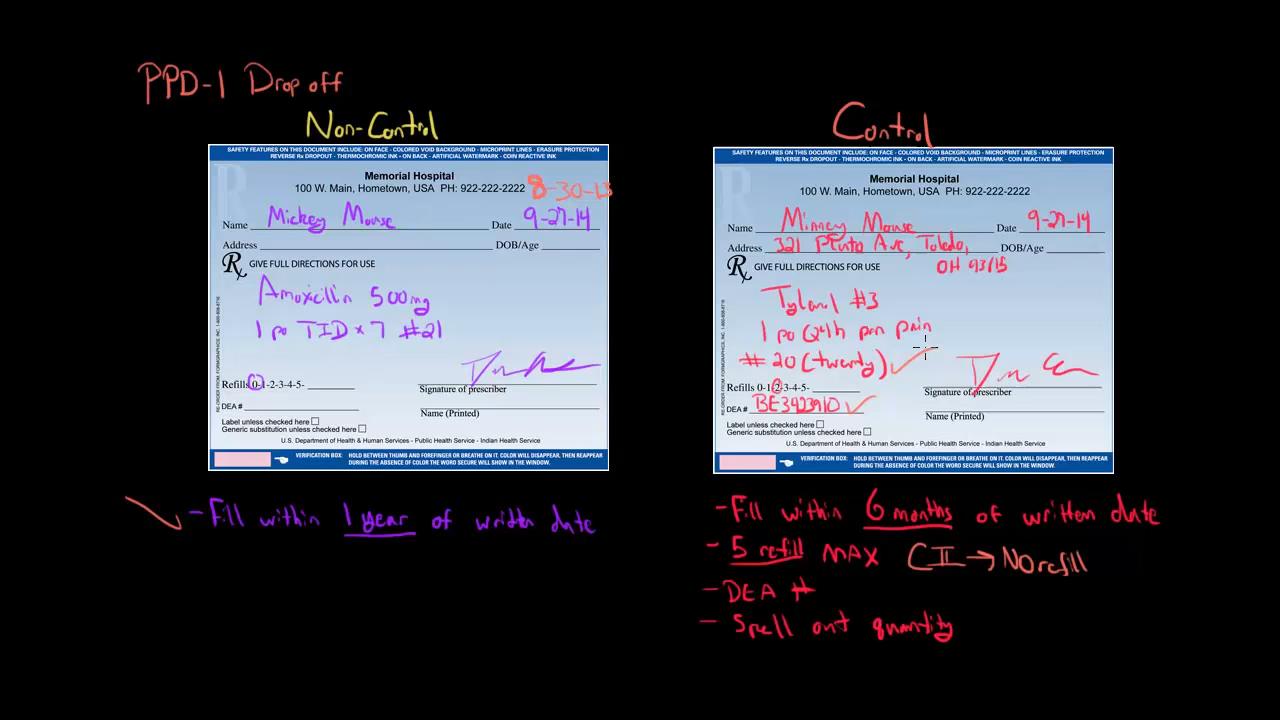 PPD-1 Drop off
Non-Control
SAFETY FEATURES ON THIS DOCUMENT INCLUDE: ON FACE - COLORED VOID BACKGROUND - MICROPRINT LINES - ERASURE PROTECTION
REVERSE Rx DROPOUT - THERMOCHROMIC INK - ON BACK - ARTIFICIAL WATERMARK - COIN REACTIVE INK
Memorial Hospital
100 W. Main, Hometown, USA PH: 922-222-2222
8-30-13
Name Mickey Mouse Date 9-27-14
Address DOB/Age
Rx GIVE FULL DIRECTIONS FOR USE
Amoxicillin 500mg
1 po TID x 7 #21
Refills 0-1-2-3-4-5-
Signature of prescriber
DEA #
Name (Printed)
Label unless checked here
Generic substitution unless checked here
U.S. Department of Health & Human Services - Public Health Service - Indian Health Service
VERIFICATION BOX: HOLD BETWEEN THUMB AND FOREFINGER OR BREATHE ON IT. COLOR WILL DISAPPEAR, THEN REAPPEAR
DURING THE ABSENCE OF COLOR THE WORD SECURE WILL SHOW IN THE WINDOW.
- Fill within 1 year of written date
Control
SAFETY FEATURES ON THIS DOCUMENT INCLUDE: ON FACE - COLORED VOID BACKGROUND - MICROPRINT LINES - ERASURE PROTECTION
REVERSE Rx DROPOUT - THERMOCHROMIC INK - ON BACK - ARTIFICIAL WATERMARK - COIN REACTIVE INK
Memorial Hospital
100 W. Main, Hometown, USA PH: 922-222-2222
Name Minney Mouse Date 9-27-14
Address 321 Pluto Ave, Toledo, DOB/Age
OH 93115
Rx GIVE FULL DIRECTIONS FOR USE
Tylenol #3
1 po Q4h prn pain
# 20 (twenty)
Refills 0-1-2-3-4-5-
Signature of prescriber
DEA # BE3423910
Name (Printed)
Label unless checked here
Generic substitution unless checked here
U.S. Department of Health & Human Services - Public Health Service - Indian Health Service
VERIFICATION BOX: HOLD BETWEEN THUMB AND FOREFINGER OR BREATHE ON IT. COLOR WILL DISAPPEAR, THEN REAPPEAR
DURING THE ABSENCE OF COLOR THE WORD SECURE WILL SHOW IN THE WINDOW.
- Fill within 6 months of written date
- 5 refill MAX CII → NO refill
- DEA #
- Spell out quantity